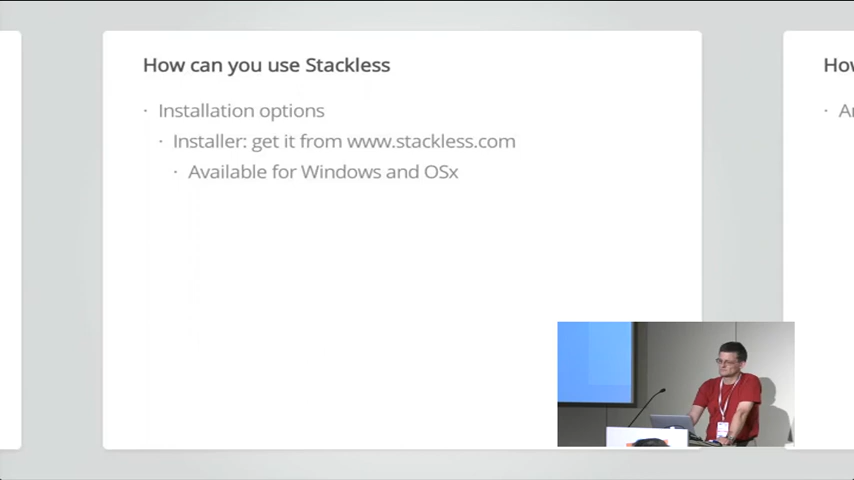 How can you use Stackless
· Installation options
· Installer: get it from www.stackless.com
· Available for Windows and OSx
How
· Ar